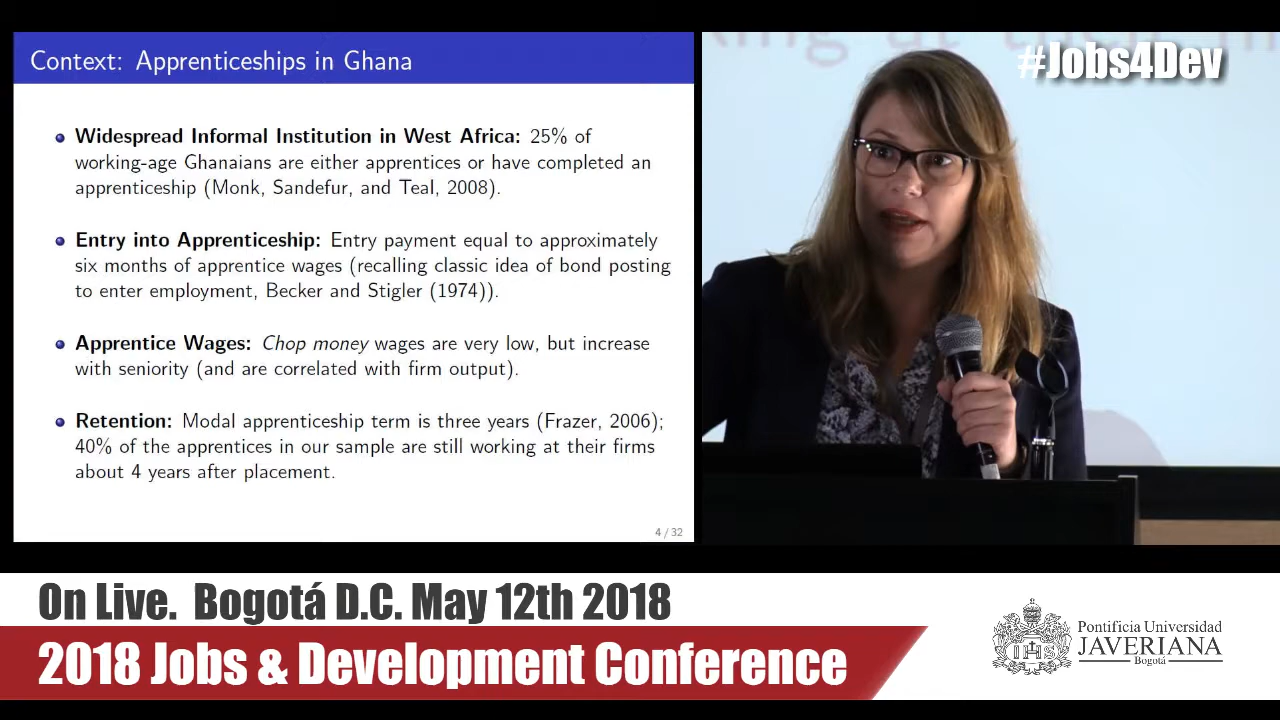 Context: Apprenticeships in Ghana
Widespread Informal Institution in West Africa: 25% of
working-age Ghanaians are either apprentices or have completed an
apprenticeship (Monk, Sandefur, and Teal, 2008).
Entry into Apprenticeship: Entry payment equal to approximately
six months of apprentice wages (recalling classic idea of bond posting
to enter employment, Becker and Stigler (1974)).
Apprentice Wages: Chop money wages are very low, but increase
with seniority (and are correlated with firm output).
Retention: Modal apprenticeship term is three years (Frazer, 2006);
40% of the apprentices in our sample are still working at their firms
about 4 years after placement.
4 / 32
#Jobs4Dev
On Live. Bogotá D.C. May 12th 2018
2018 Jobs & Development Conference
IHS
Pontificia Universidad
JAVERIANA
Bogotá